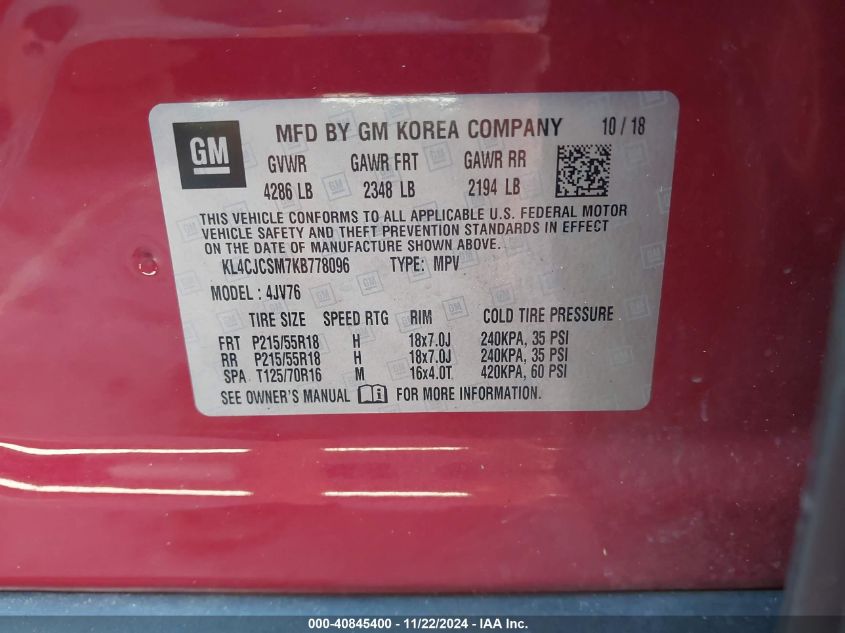 GM
MFD BY GM KOREA COMPANY 10 / 18
GVWR GAWR FRT GAWR RR
4286 LB 2348 LB 2194 LB
THIS VEHICLE CONFORMS TO ALL APPLICABLE U.S. FEDERAL MOTOR
VEHICLE SAFETY AND THEFT PREVENTION STANDARDS IN EFFECT
ON THE DATE OF MANUFACTURE SHOWN ABOVE.
KL4CJCSM7KB778096 TYPE: MPV
MODEL : 4JV76
TIRE SIZE SPEED RTG RIM COLD TIRE PRESSURE
FRT P215/55R18 H 18x7.0J 240KPA, 35 PSI
RR P215/55R18 H 18x7.0J 240KPA, 35 PSI
SPA T125/70R16 M 16x4.0T 420KPA, 60 PSI
SEE OWNER'S MANUAL FOR MORE INFORMATION.
000-40845400 - 11/22/2024 - IAA Inc.